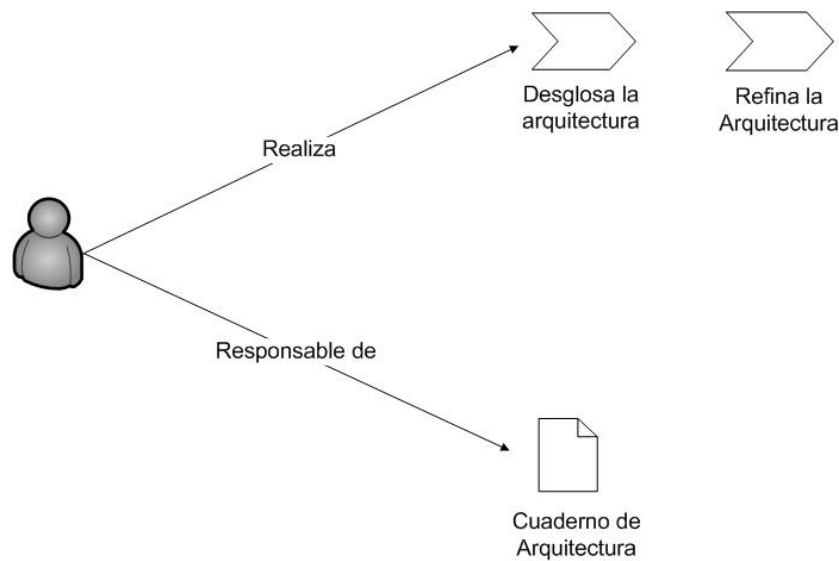 Desglosa la
arquitectura
Refina la
Arquitectura
Realiza
Responsable de
Cuaderno de
Arquitectura